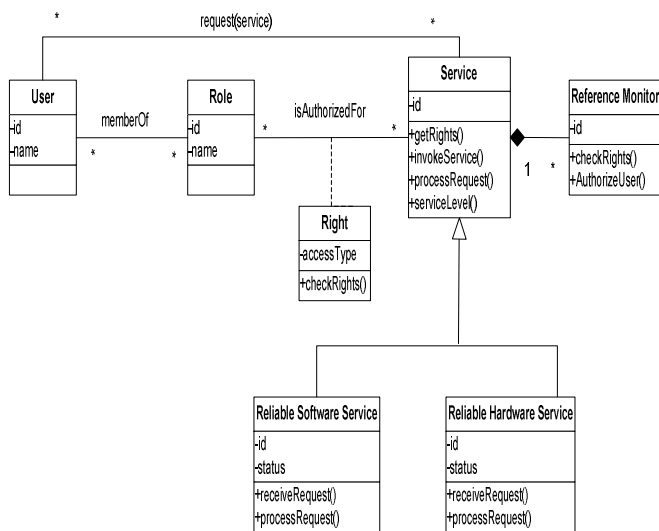 *
request(service)
*
User
-id
-name
memberOf
*
*
Role
-id
-name
isAuthorizedFor
*
*
Service
-id
+getRights()
+invokeService()
+processRequest()
+serviceLevel()
1
*
Reference Monitor
-id
+checkRights()
+AuthorizeUser()
Right
-accessType
+checkRights()
Reliable Software Service
-id
-status
+receiveRequest()
+processRequest()
Reliable Hardware Service
-id
-status
+receiveRequest()
+processRequest()